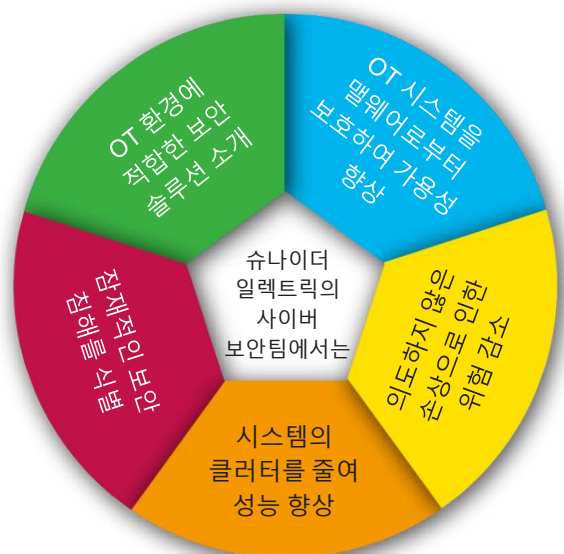 OT 환경에
적합한 보안
솔루션 소개
OT 시스템을
맬웨어로부터
보호하여 가용성
향상
슈나이더
일렉트릭의
사이버
보안팀에서는
잠재적인 보안
침해를 식별
의도하지 않은
손상으로 인한
위험 감소
시스템의
클러터를 줄여
성능 향상